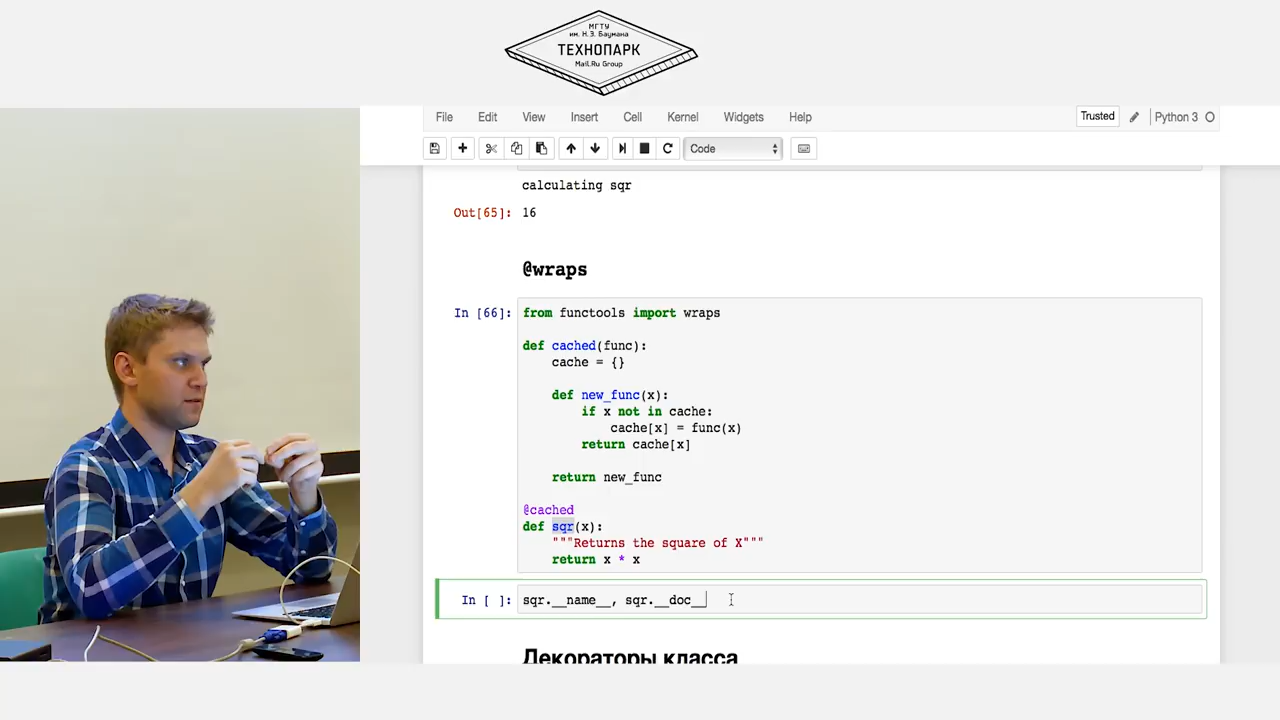 МГТУ
им. Н.Э. Баумана
ТЕХНОПАРК
Mail.Ru Group
File Edit View Insert Cell Kernel Widgets Help Trusted Python 3
Code
calculating sqr
Out[65]: 16
@wraps
In [66]: from functools import wraps
def cached(func):
cache = {}
def new_func(x):
if x not in cache:
cache[x] = func(x)
return cache[x]
return new_func
@cached
def sqr(x):
"""Returns the square of X"""
return x * x
In [ ]: sqr.__name__, sqr.__doc__
Декораторы класса